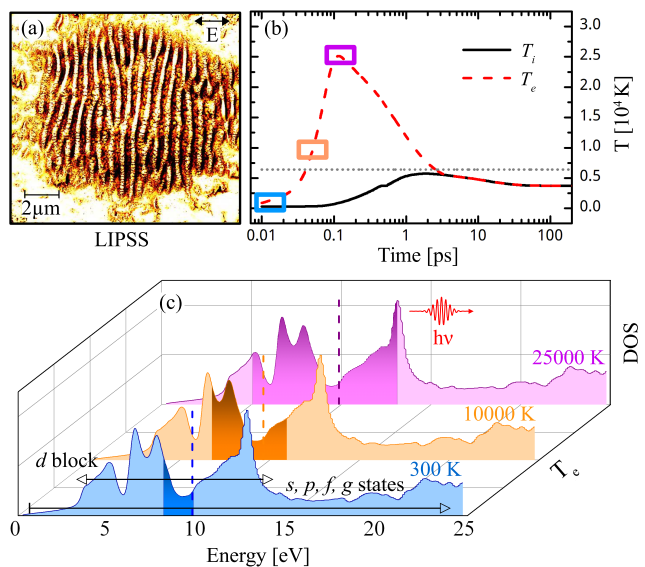 (a)
E
2μm
LIPSS
(b)
T_i
T_e
3.0
2.5
2.0
1.5
1.0
0.5
0.0
T [10^4 K]
0.01 0.1 1 10 100
Time [ps]
(c)
hν
25000 K
10000 K
300 K
DOS
T_e
d block
s, p, f, g states
0 5 10 15 20 25
Energy [eV]